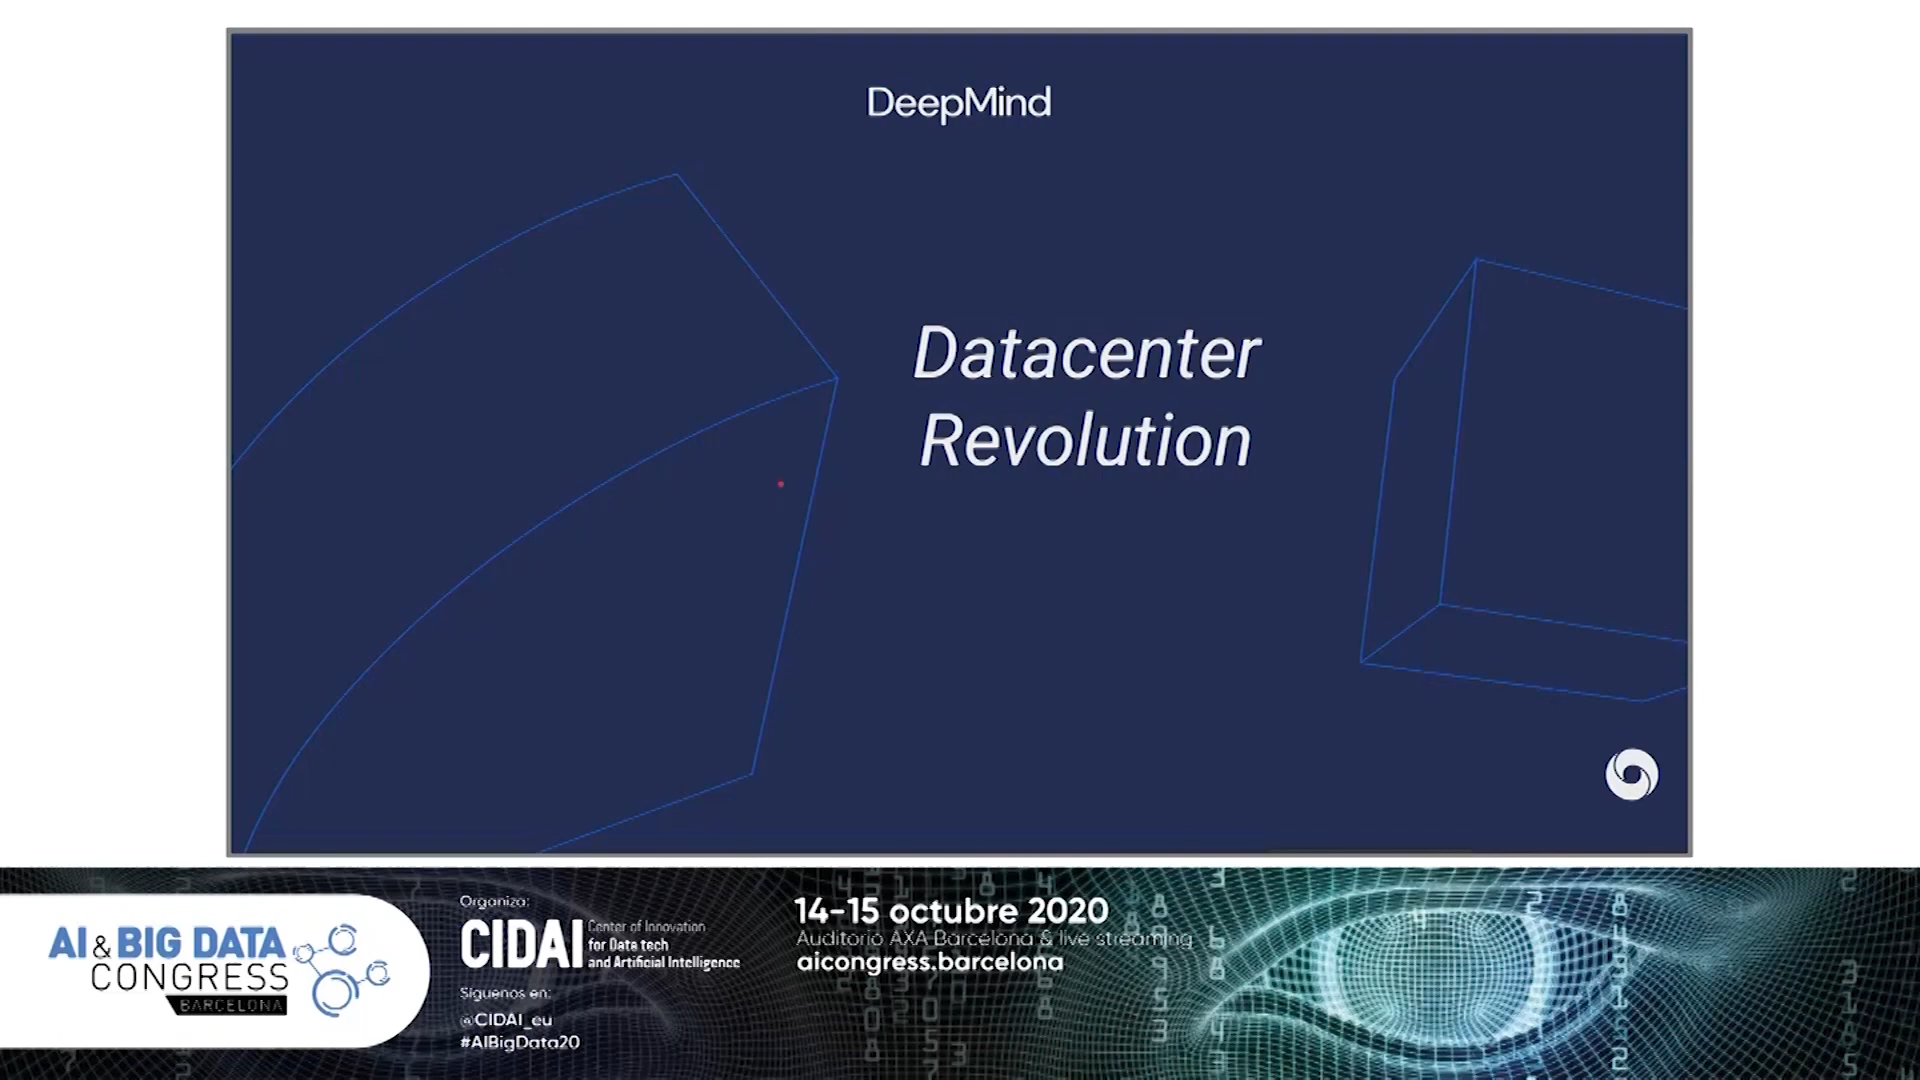 DeepMind
Datacenter
Revolution
AI & BIG DATA
CONGRESS
BARCELONA
Organiza:
CIDAI
Center of Innovation
for Data tech
and Artificial Intelligence
Síguenos en:
@CIDAI_eu
#AIBigData20
14-15 octubre 2020
Auditorio AXA Barcelona & live streaming
aicongress.barcelona